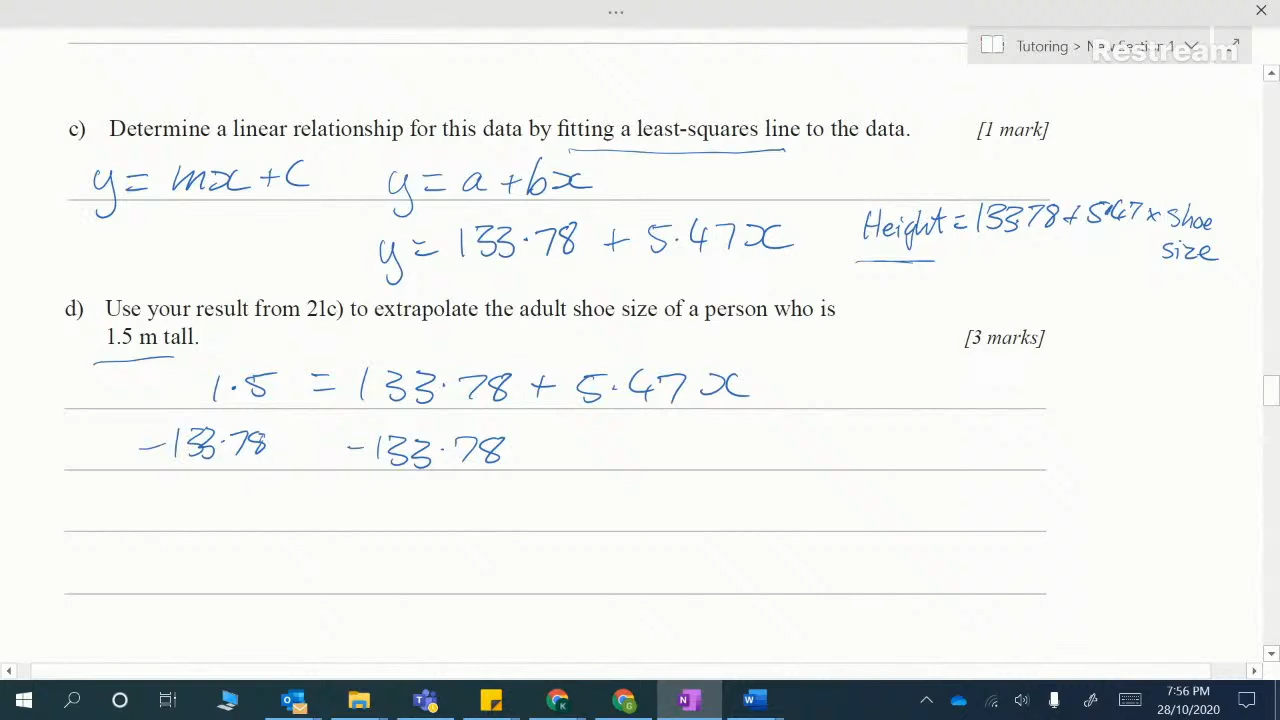 ...
Tutoring > New Section 1
Restream
c) Determine a linear relationship for this data by fitting a least-squares line to the data. [1 mark]
y = mx + C y = a + bx
y = 133.78 + 5.47x
Height = 133.78 + 5.47 × Shoe
size
d) Use your result from 21c) to extrapolate the adult shoe size of a person who is
1.5 m tall. [3 marks]
1.5 = 133.78 + 5.47x
-133.78 -133.78
7:56 PM
28/10/2020